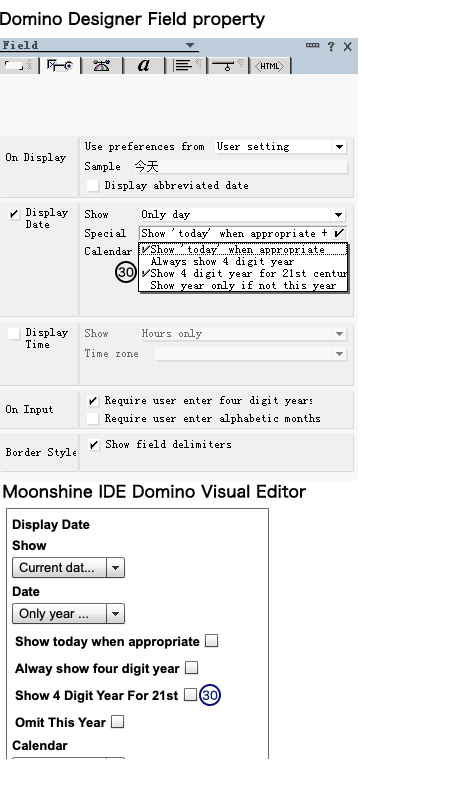 Domino Designer Field property
Field
? X
a <HTML>
On Display
Use preferences from User setting
Sample 今天
Display abbreviated date
Display Date
Show Only day
Special Show 'today' when appropriate +
Calendar
Show 'today' when appropriate
Always show 4 digit year
30 Show 4 digit year for 21st centur
Show year only if not this year
Display Time
Show Hours only
Time zone
On Input
Require user enter four digit years
Require user enter alphabetic months
Border Style
Show field delimiters
Moonshine IDE Domino Visual Editor
Display Date
Show
Current dat...
Date
Only year ...
Show today when appropriate
Alway show four digit year
Show 4 Digit Year For 21st 30
Omit This Year
Calendar